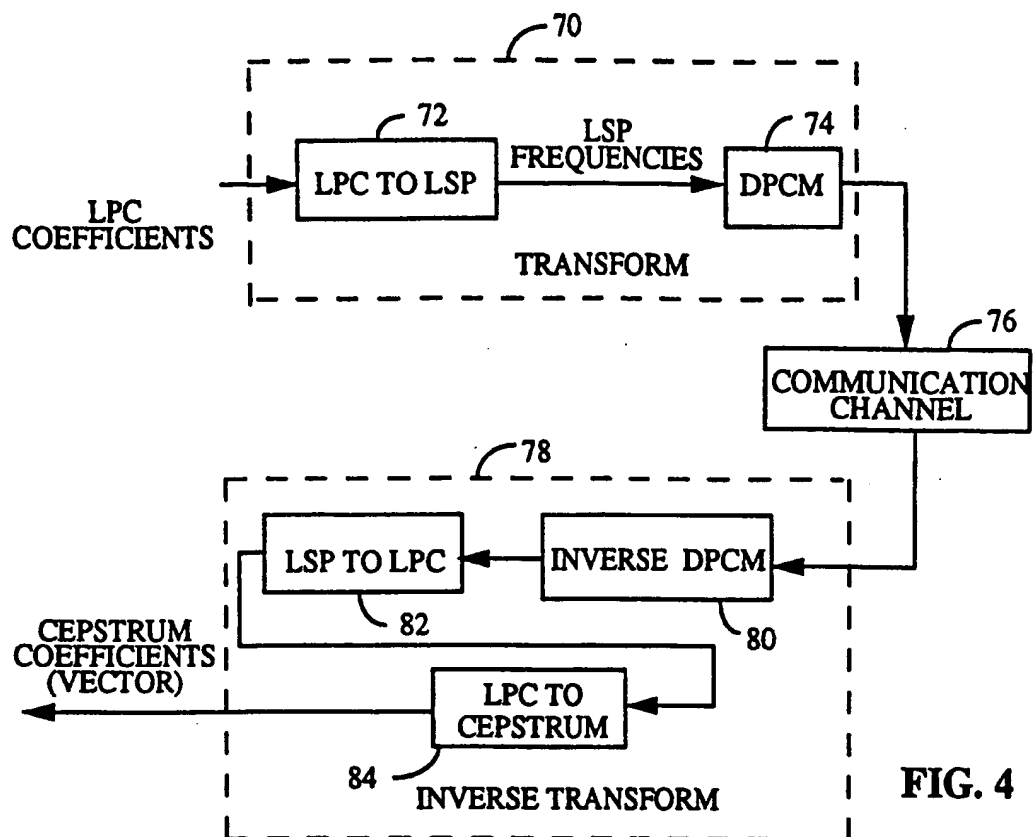 70
72
LPC TO LSP
LSP
FREQUENCIES
74
DPCM
LPC
COEFFICIENTS
TRANSFORM
76
COMMUNICATION
CHANNEL
78
LSP TO LPC
82
INVERSE DPCM
80
CEPSTRUM
COEFFICIENTS
(VECTOR)
LPC TO
CEPSTRUM
84
INVERSE TRANSFORM
FIG. 4